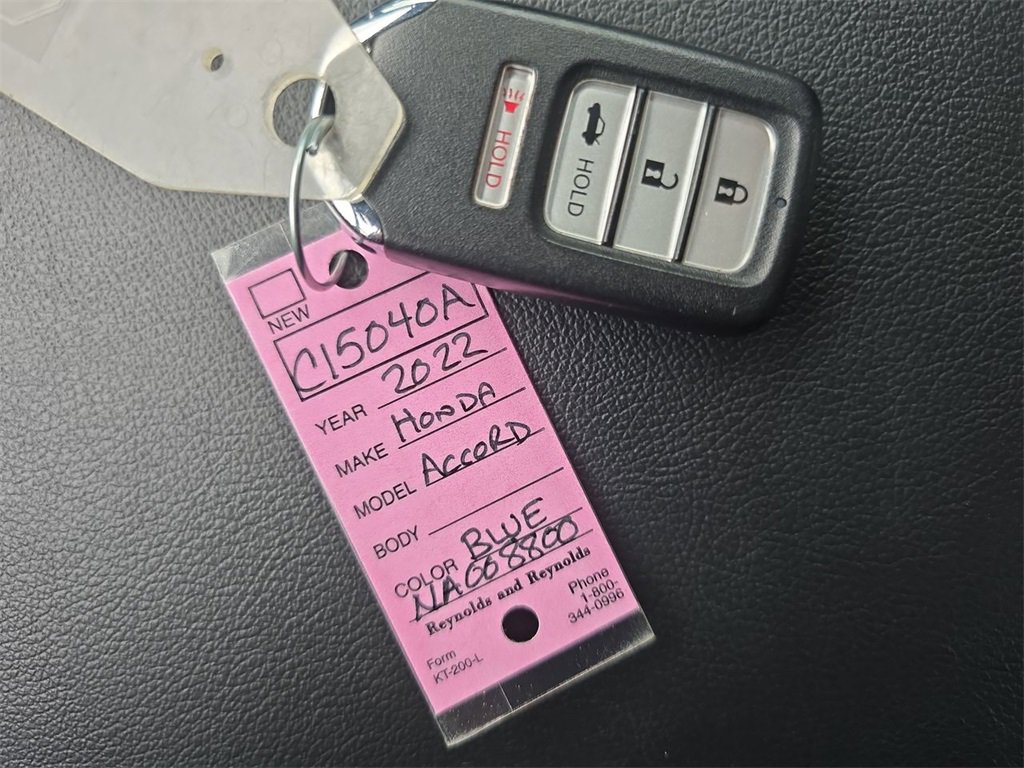 HOLD
HOLD
NEW
C15040A
YEAR 2022
MAKE HONDA
MODEL ACCORD
BODY
COLOR BLUE
NA008800
Reynolds and Reynolds
Form
KT-200-L
Phone
1-800-
344-0996